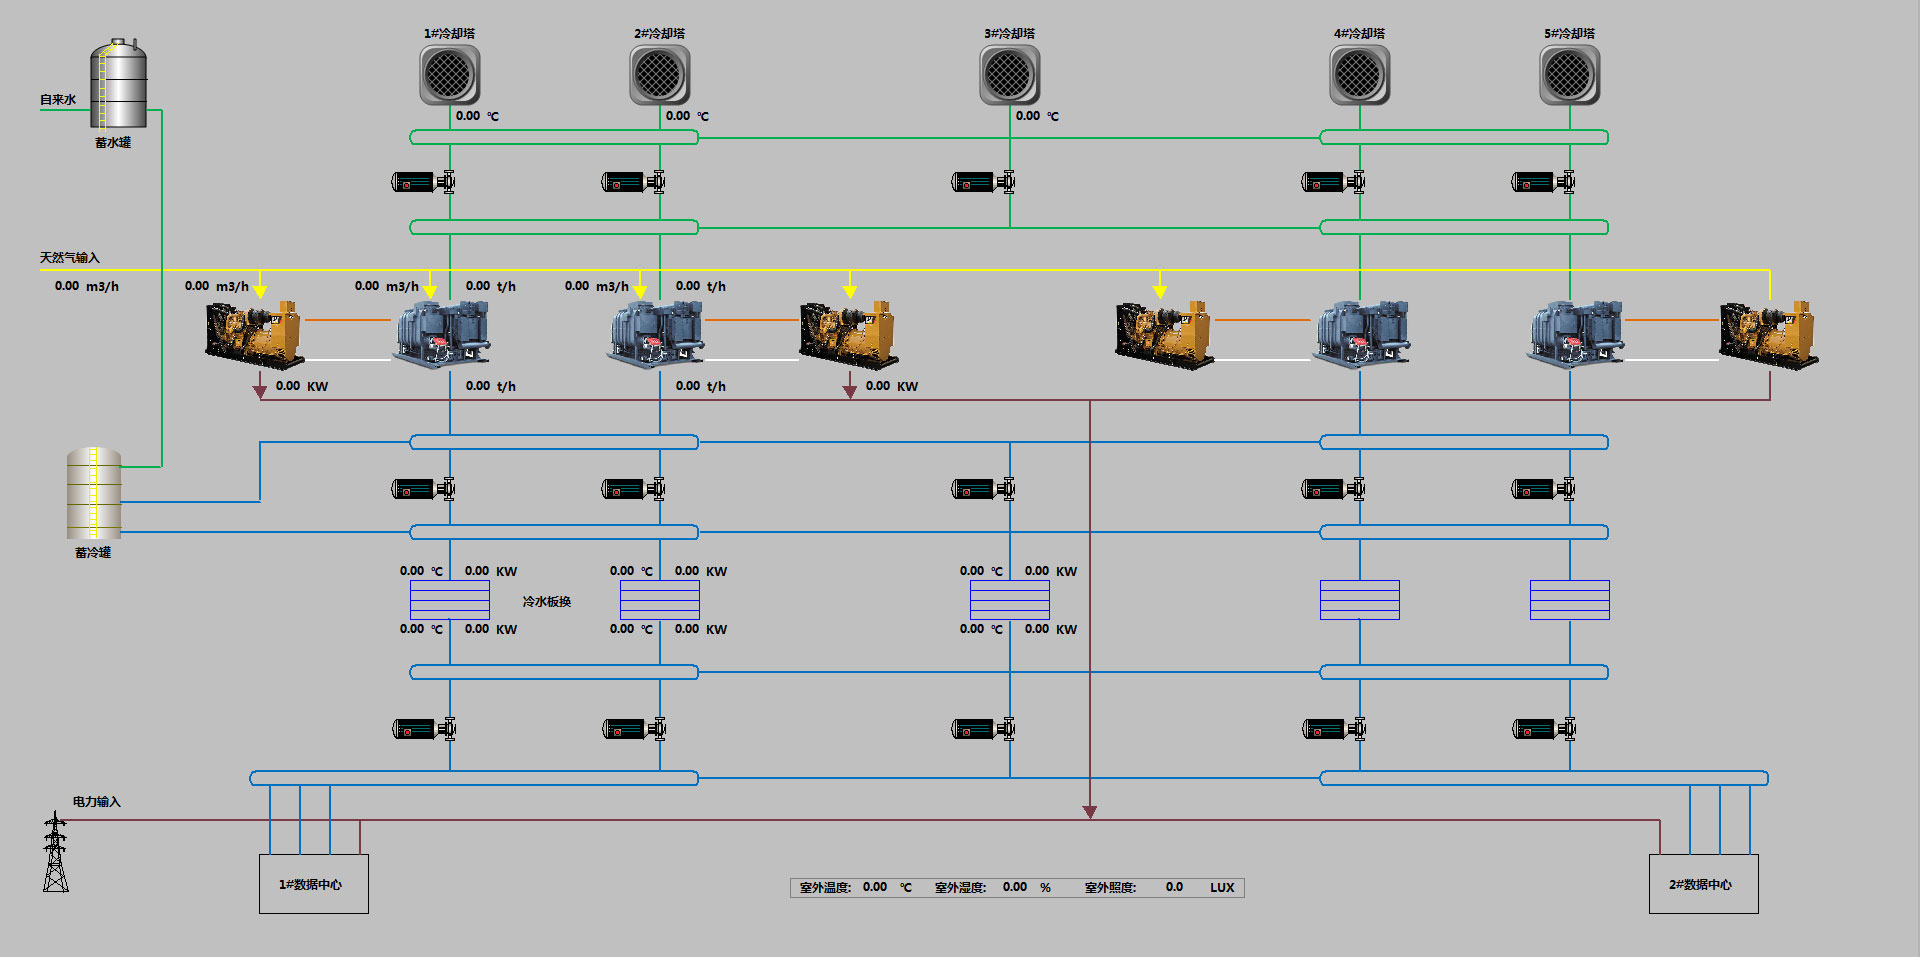 1#冷却塔 2#冷却塔 3#冷却塔 4#冷却塔 5#冷却塔
自来水
0.00 ℃ 0.00 ℃ 0.00 ℃
蓄水罐
天然气输入
0.00 m3/h 0.00 m3/h 0.00 m3/h 0.00 t/h 0.00 m3/h 0.00 t/h
0.00 KW 0.00 t/h 0.00 t/h 0.00 KW
蓄冷罐
0.00 ℃ 0.00 KW 0.00 ℃ 0.00 KW 0.00 ℃ 0.00 KW
冷水板换
0.00 ℃ 0.00 KW 0.00 ℃ 0.00 KW 0.00 ℃ 0.00 KW
电力输入
1#数据中心 2#数据中心
室外温度: 0.00 ℃ 室外湿度: 0.00 % 室外照度: 0.0 LUX